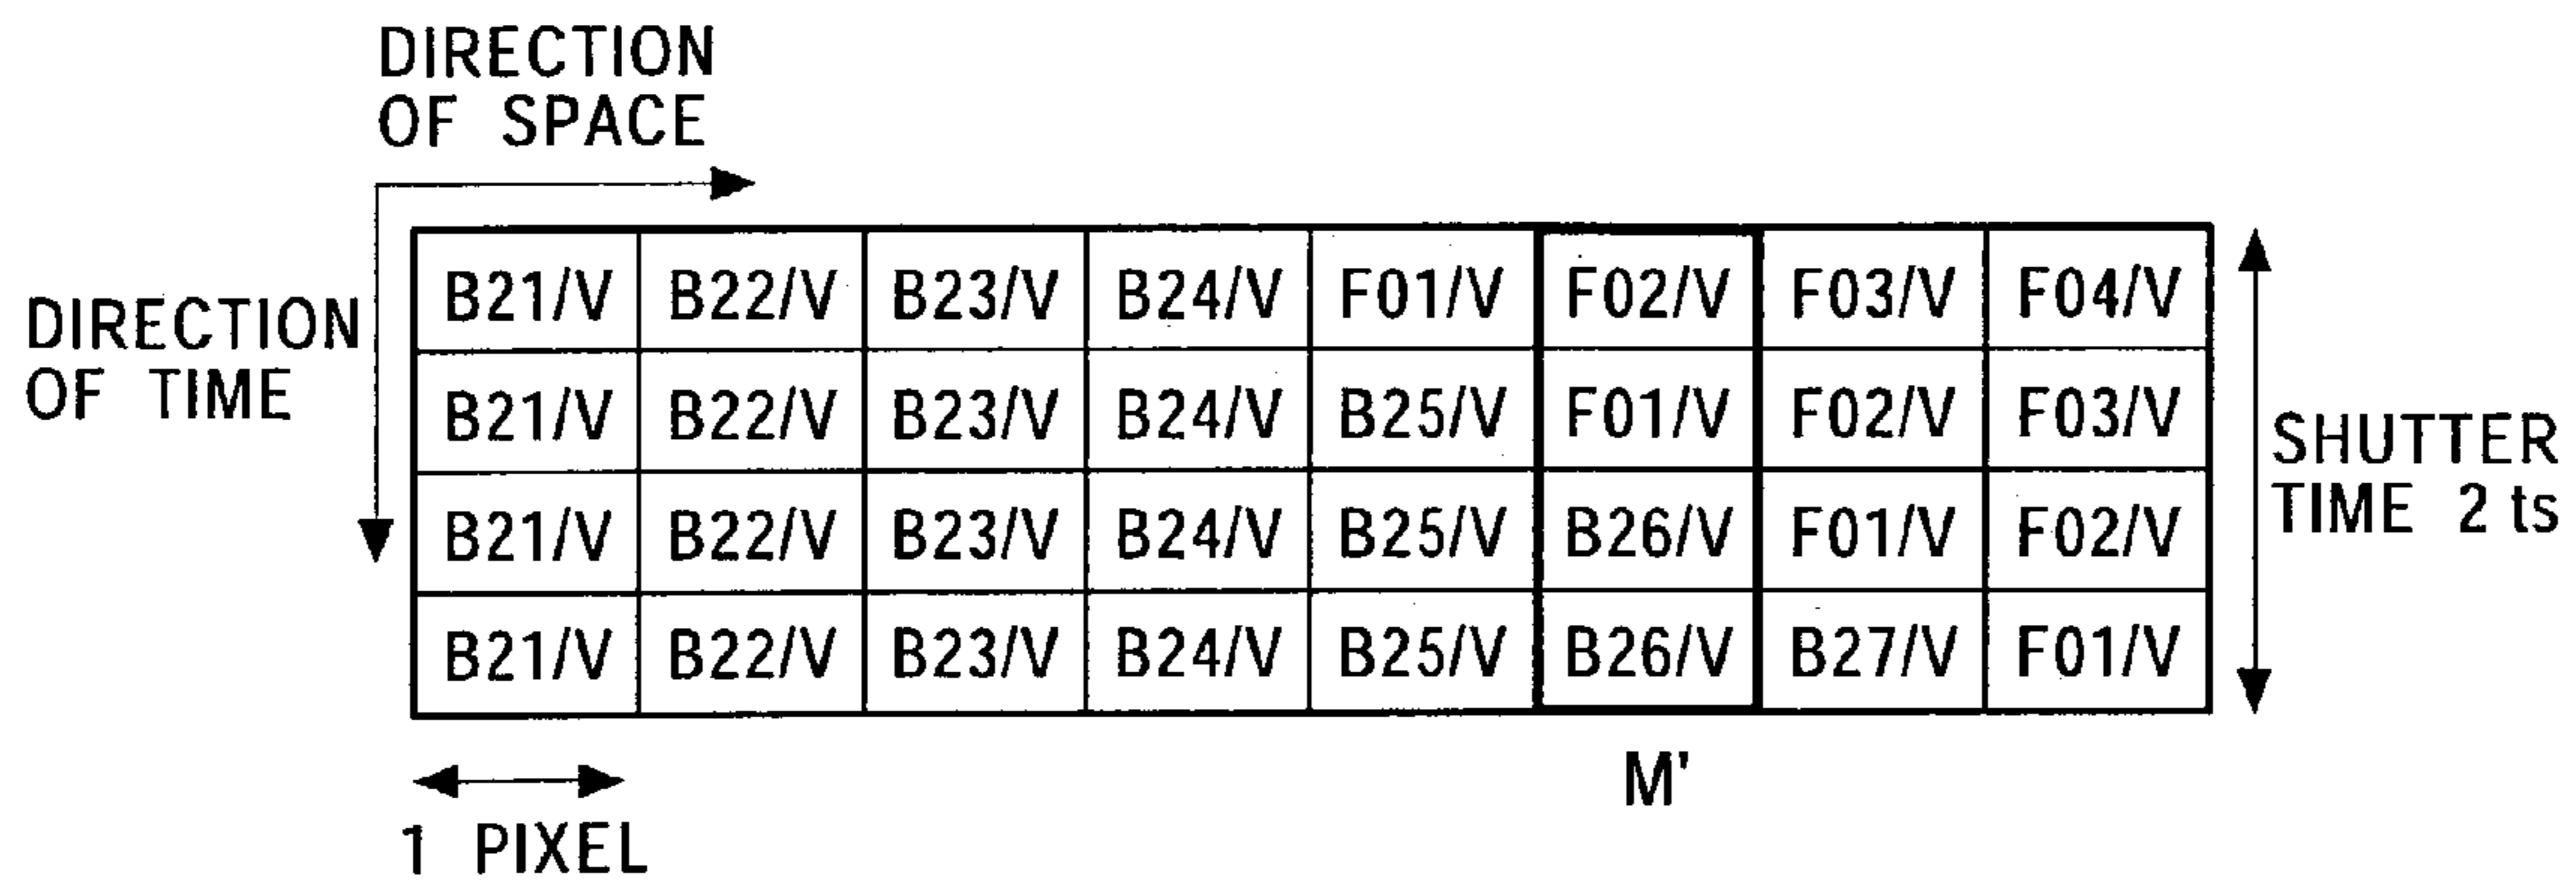 DIRECTION
OF SPACE
DIRECTION
OF TIME
B21/V B22/V B23/V B24/V F01/V F02/V F03/V F04/V
B21/V B22/V B23/V B24/V B25/V F01/V F02/V F03/V
B21/V B22/V B23/V B24/V B25/V B26/V F01/V F02/V
B21/V B22/V B23/V B24/V B25/V B26/V B27/V F01/V
SHUTTER
TIME 2 ts
M'
1 PIXEL